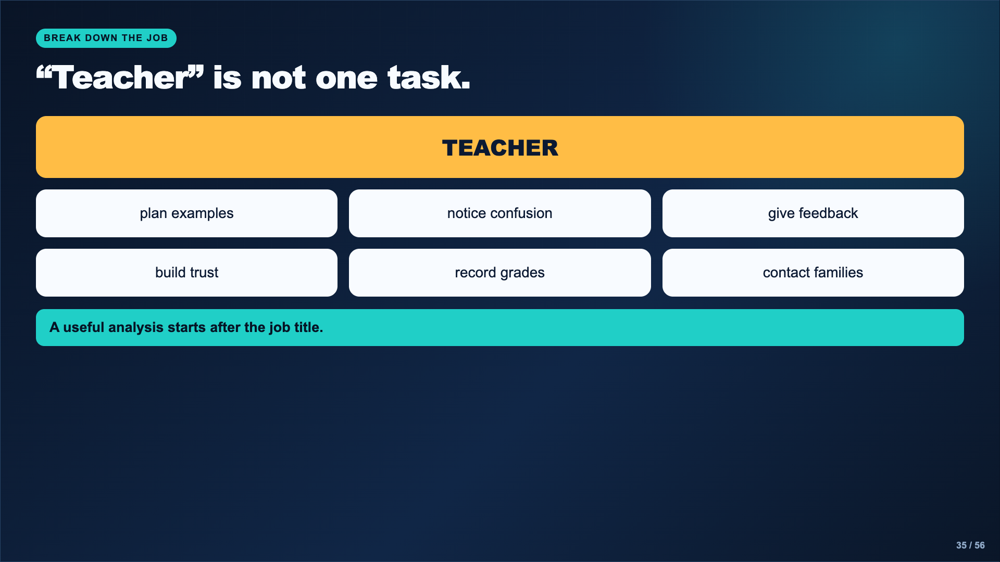 BREAK DOWN THE JOB
“Teacher” is not one task.
TEACHER
plan examples
notice confusion
give feedback
build trust
record grades
contact families
A useful analysis starts after the job title.
35 / 56